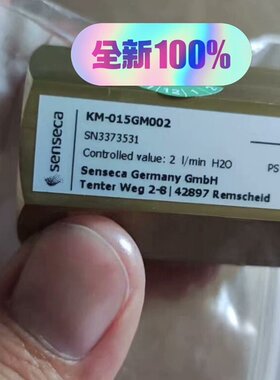 全新100%
senseca
KM-015GM002
SN3373531
Controlled value: 2 l/min H2O
PS
Senseca Germany GmbH
Tenter Weg 2-8 | 42897 Remscheid